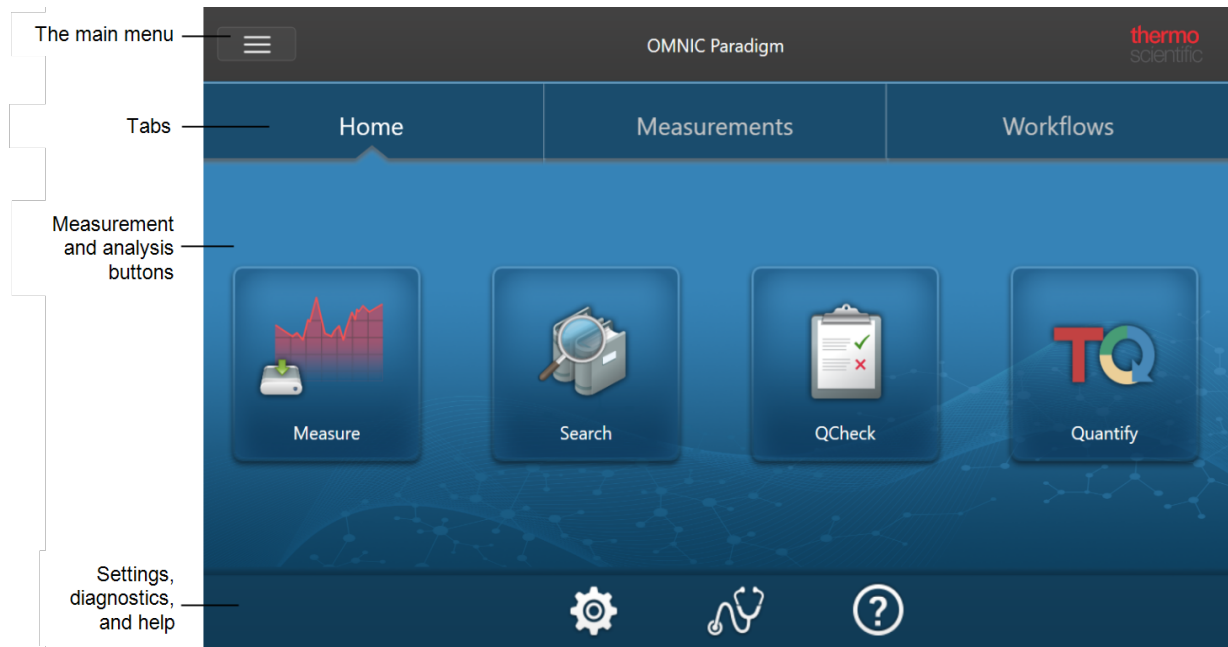 The main menu
OMNIC Paradigm
thermo
scientific
Tabs
Home
Measurements
Workflows
Measurement
and analysis
buttons
Measure
Search
QCheck
TQ
Quantify
Settings,
diagnostics,
and help
?